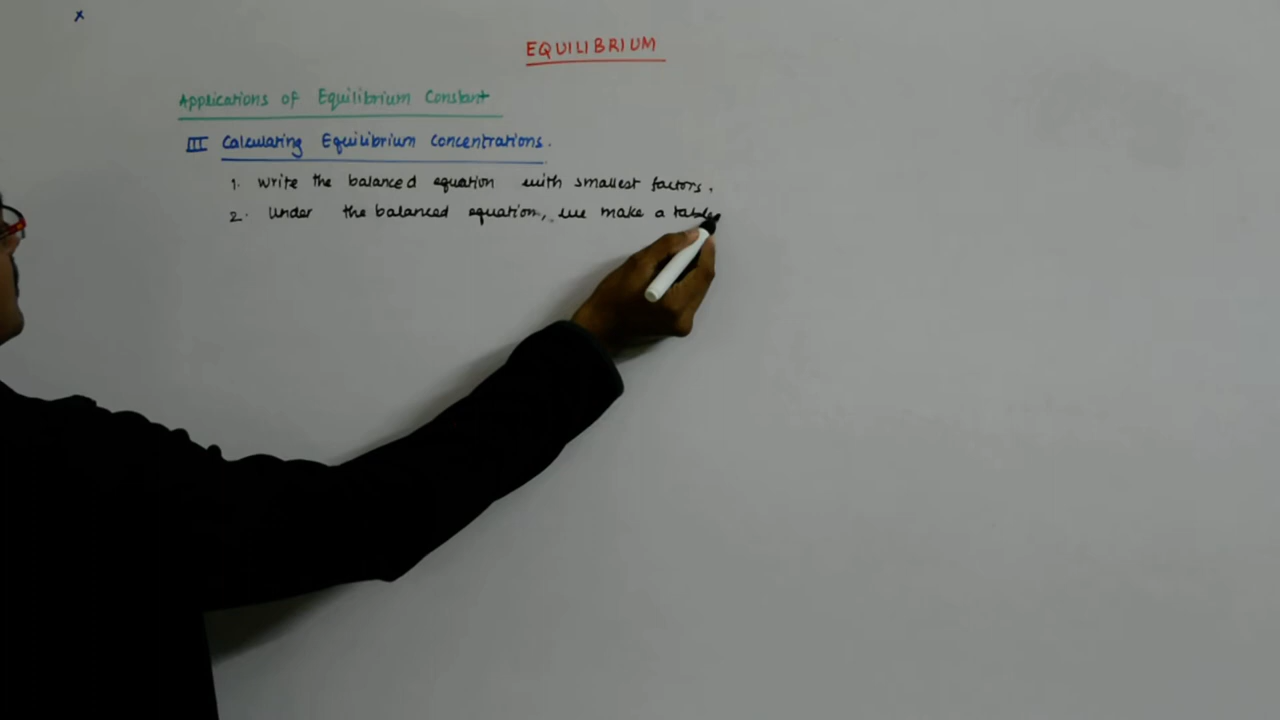 x
EQUILIBRIUM
Applications of Equilibrium Constant
III Calculating Equilibrium Concentrations.
1. Write the balanced equation with smallest factors.
2. Under the balanced equation, we make a table